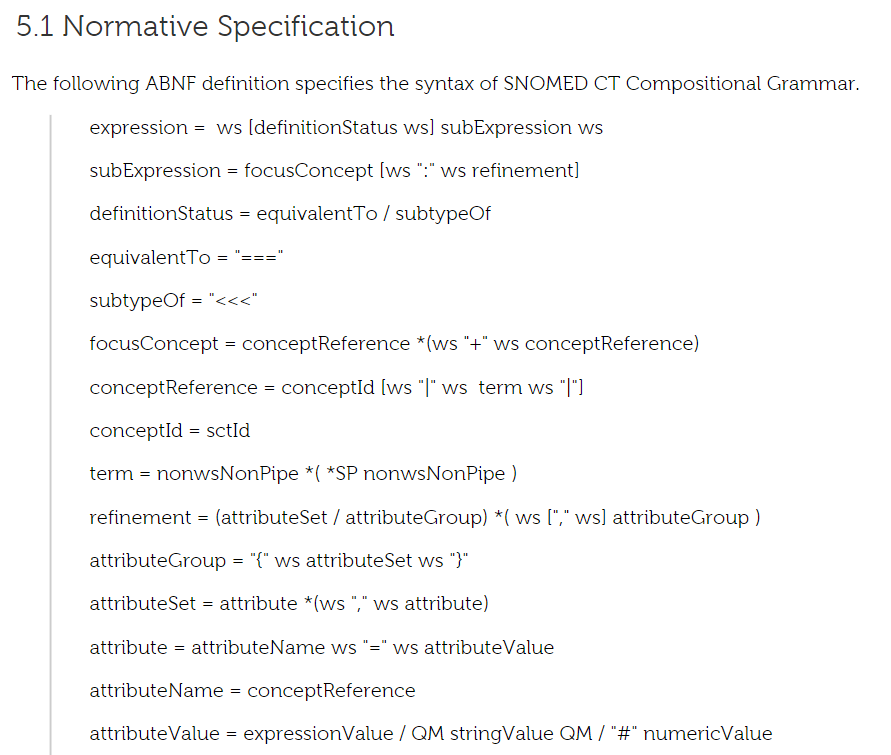 5.1 Normative Specification
The following ABNF definition specifies the syntax of SNOMED CT Compositional Grammar.
expression =  ws [definitionStatus ws] subExpression ws
subExpression = focusConcept [ws ":" ws refinement]
definitionStatus = equivalentTo / subtypeOf
equivalentTo = "==="
subtypeOf = "<<<"
focusConcept = conceptReference *(ws "+" ws conceptReference)
conceptReference = conceptId [ws "|" ws  term ws "|"]
conceptId = sctId
term = nonwsNonPipe *( *SP nonwsNonPipe )
refinement = (attributeSet / attributeGroup) *( ws ["," ws] attributeGroup )
attributeGroup = "{" ws attributeSet ws "}"
attributeSet = attribute *(ws "," ws attribute)
attribute = attributeName ws "=" ws attributeValue
attributeName = conceptReference
attributeValue = expressionValue / QM stringValue QM / "#" numericValue